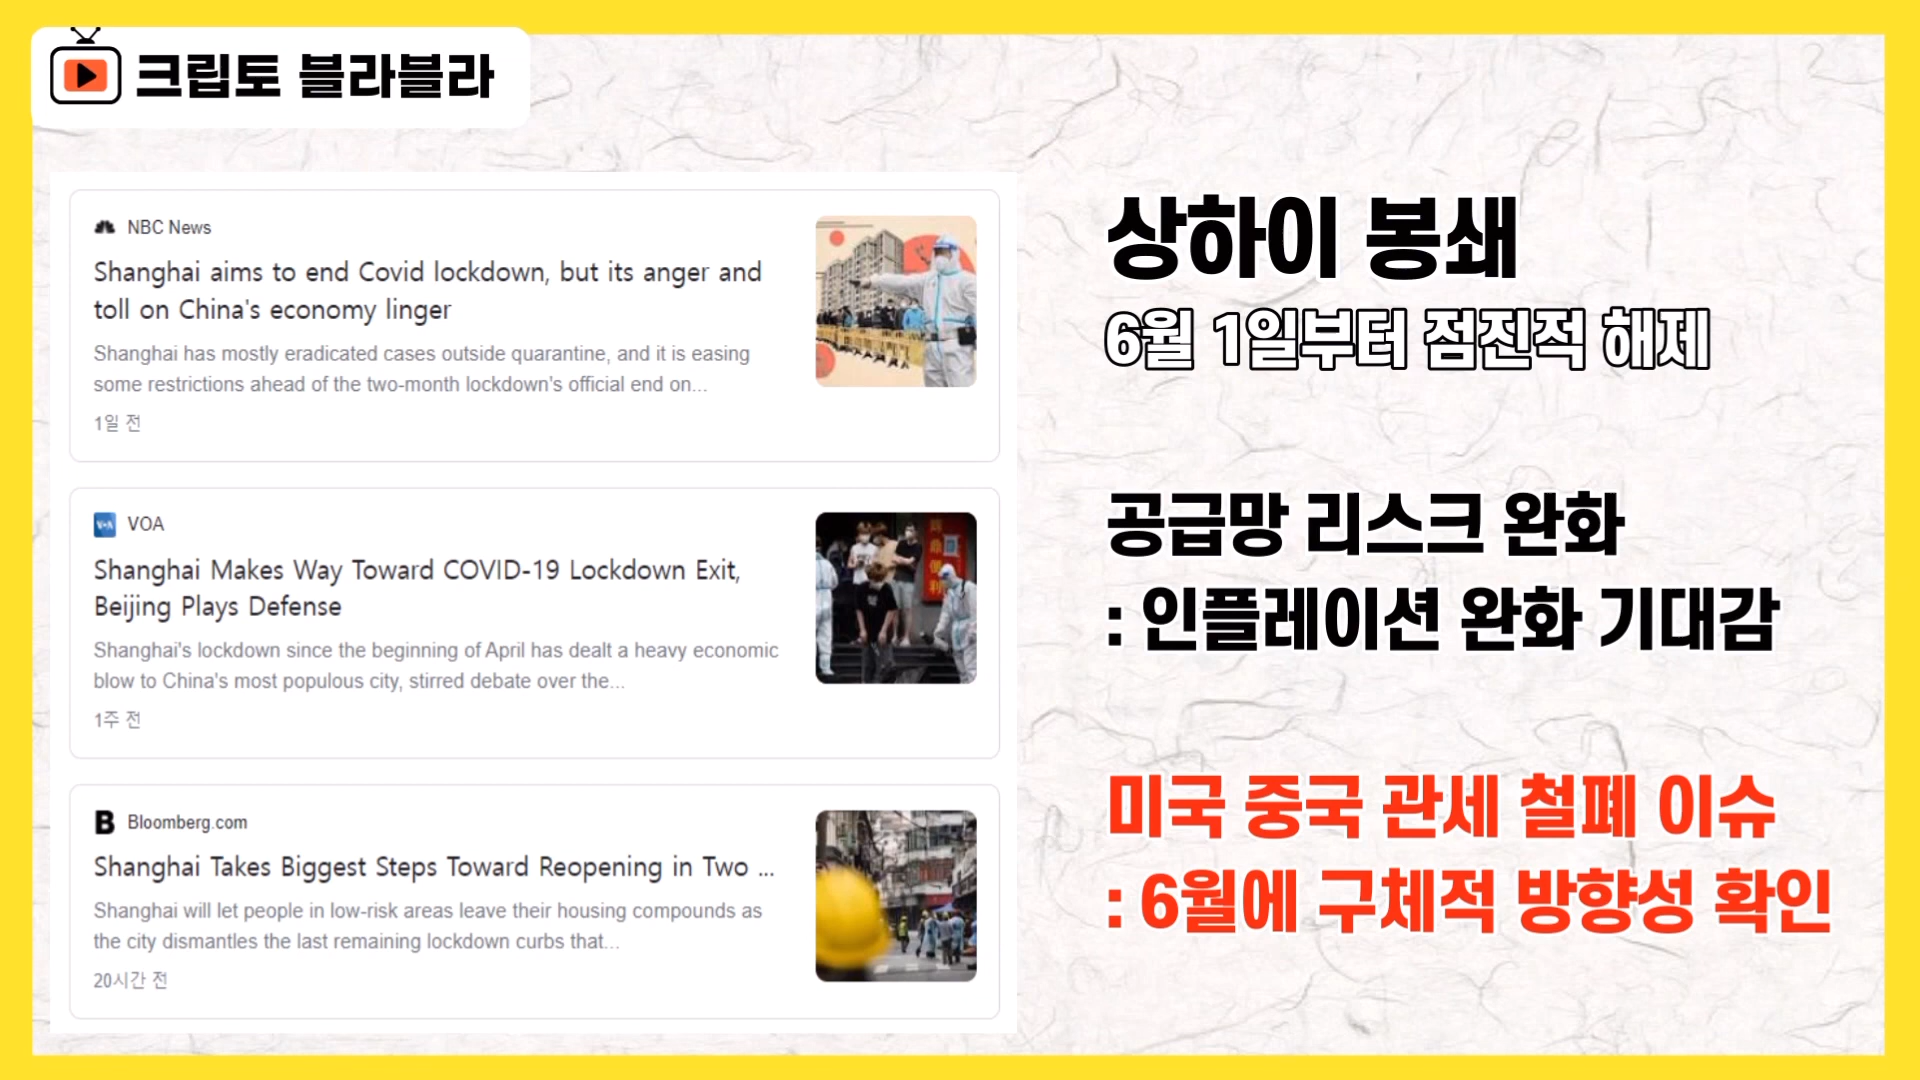 크립토 블라블라
NBC News
Shanghai aims to end Covid lockdown, but its anger and
toll on China's economy linger
Shanghai has mostly eradicated cases outside quarantine, and it is easing
some restrictions ahead of the two-month lockdown's official end on...
1일 전
VOA
Shanghai Makes Way Toward COVID-19 Lockdown Exit,
Beijing Plays Defense
Shanghai's lockdown since the beginning of April has dealt a heavy economic
blow to China's most populous city, stirred debate over the...
1주 전
B Bloomberg.com
Shanghai Takes Biggest Steps Toward Reopening in Two ...
Shanghai will let people in low-risk areas leave their housing compounds as
the city dismantles the last remaining lockdown curbs that...
20시간 전
상하이 봉쇄
6월 1일부터 점진적 해제
공급망 리스크 완화
: 인플레이션 완화 기대감
미국 중국 관세 철폐 이슈
: 6월에 구체적 방향성 확인